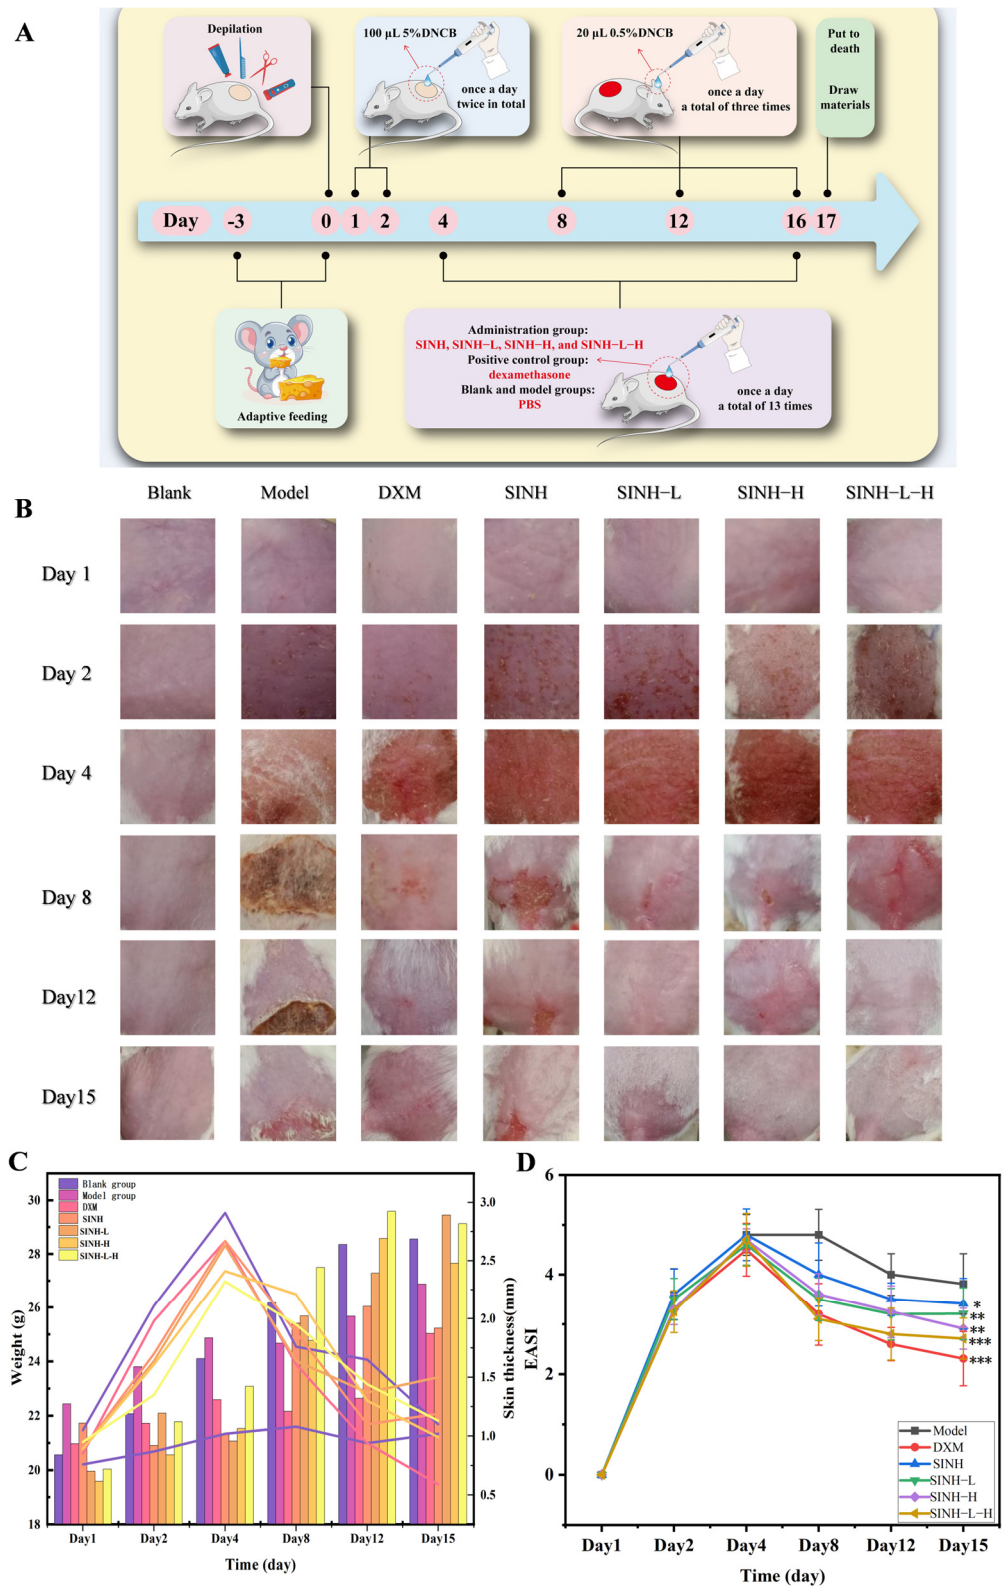 A
Depilation
100 μL 5%DNCB
once a day
twice in total
20 μL 0.5%DNCB
once a day
a total of three times
Put to
death
Draw
materials
Day -3 0 1 2 4 8 12 16 17
Adaptive feeding
Administration group:
SINH, SINH−L, SINH−H, and SINH−L−H
Positive control group:
dexamethasone
Blank and model groups:
PBS
once a day
a total of 13 times
B
Blank Model DXM SINH SINH−L SINH−H SINH−L−H
Day 1
Day 2
Day 4
Day 8
Day12
Day15
C
Blank group
Model group
DXM
SINH
SINH-L
SINH-H
SINH-L-H
Weight (g)
30
28
26
24
22
20
18
Skin thickness(mm)
3.0
2.5
2.0
1.5
1.0
0.5
Day1 Day2 Day4 Day8 Day12 Day15
Time (day)
D
EASI
6
4
2
0
*
**
**
***
***
Model
DXM
SINH
SINH−L
SINH−H
SINH−L−H
Day1 Day2 Day4 Day8 Day12 Day15
Time (day)